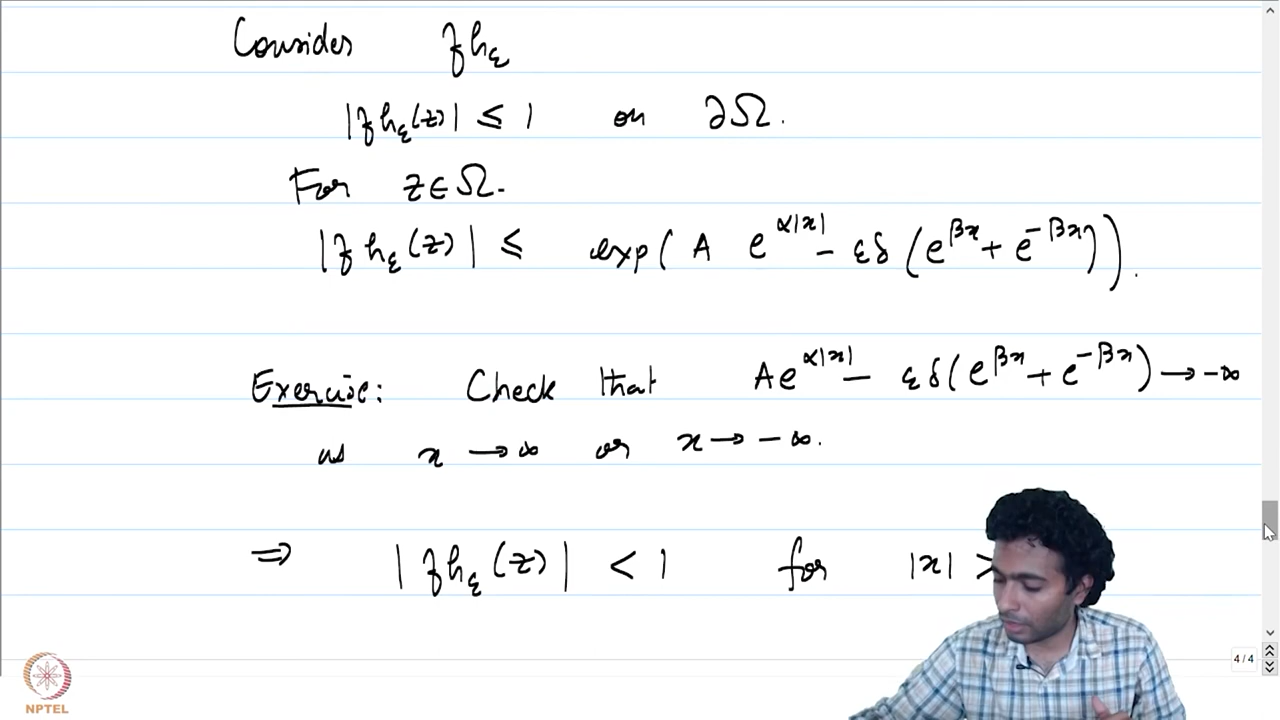 Consider fh_ε
|fh_ε(z)| ≤ 1 on ∂Ω.
For z∈Ω.
|fh_ε(z)| ≤ exp( A e^{α|x|} - εδ (e^{βx} + e^{-βx})).
Exercise: Check that Ae^{α|x|} - εδ(e^{βx} + e^{-βx}) → -∞
as x → ∞ or x → -∞.
⇒ |fh_ε(z)| < 1 for |x| >
4/4
NPTEL